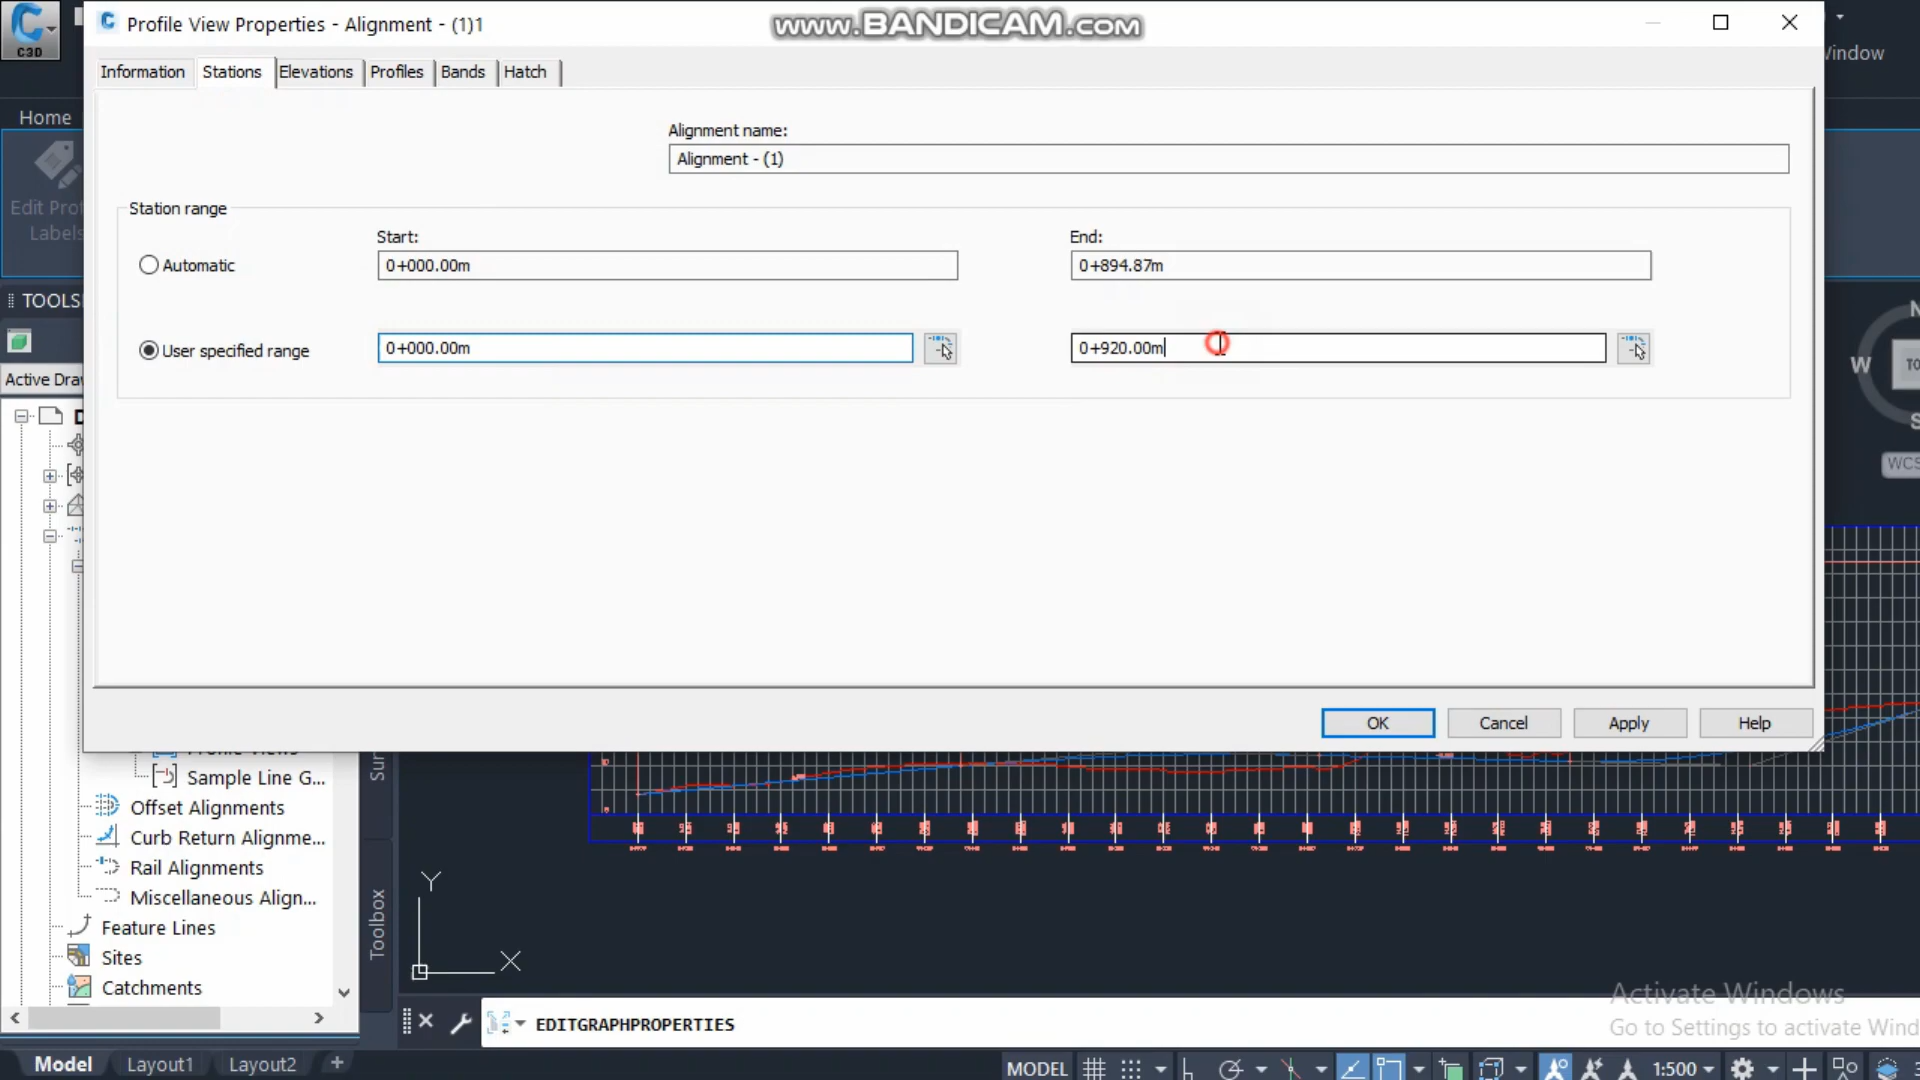 C3D
Profile View Properties - Alignment - (1)1
www.BANDICAM.com
Window
Information
Stations
Elevations
Profiles
Bands
Hatch
Home
Alignment name:
Alignment - (1)
Edit Prof
Labels
Station range
Start:
End:
Automatic
0+000.00m
0+894.87m
TOOLS
User specified range
0+000.00m
0+920.00m
N
W
TO
S
Active Dra
WCS
OK
Cancel
Apply
Help
Sample Line G...
Offset Alignments
Curb Return Alignme...
Rail Alignments
Miscellaneous Align...
Feature Lines
Sites
Catchments
Sur
Toolbox
Y
X
Activate Windows
Go to Settings to activate Wind
EDITGRAPHPROPERTIES
Model
Layout1
Layout2
MODEL
1:500